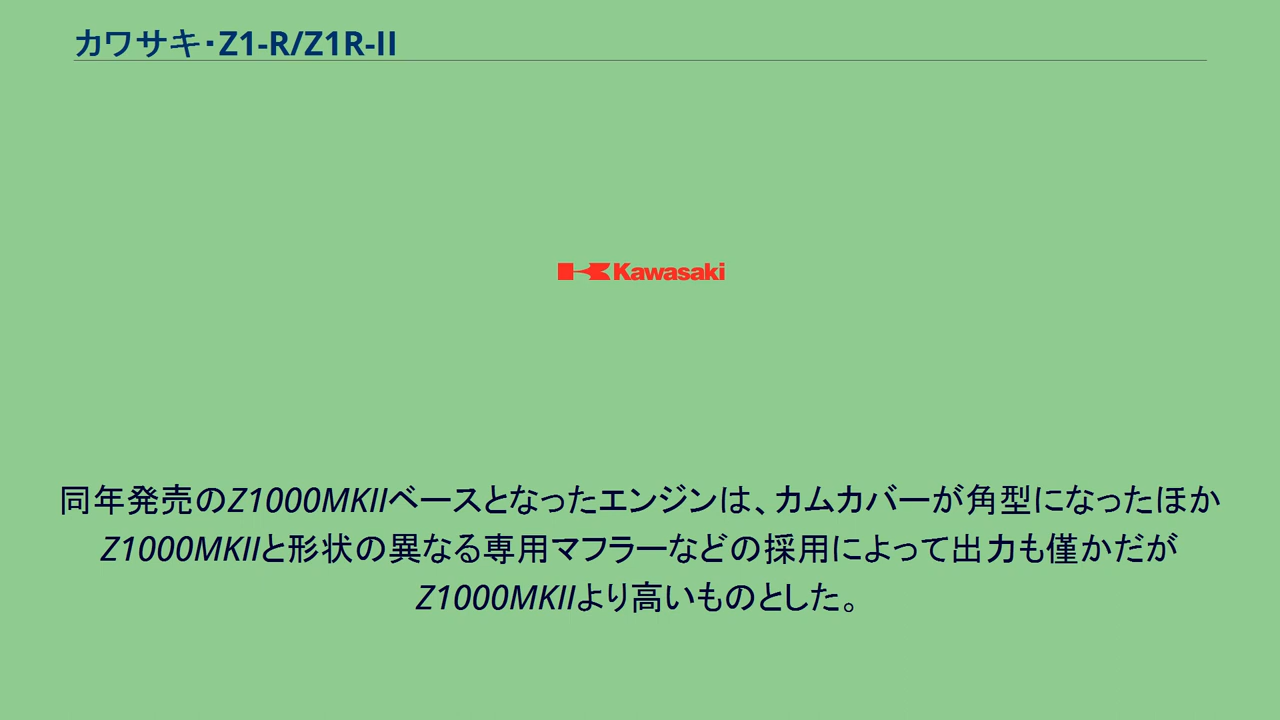 カワサキ・Z1-R/Z1R-II
Kawasaki
同年発売のZ1000MKIIベースとなったエンジンは、カムカバーが角型になったほか
Z1000MKIIと形状の異なる専用マフラーなどの採用によって出力も僅かだが
Z1000MKIIより高いものとした。